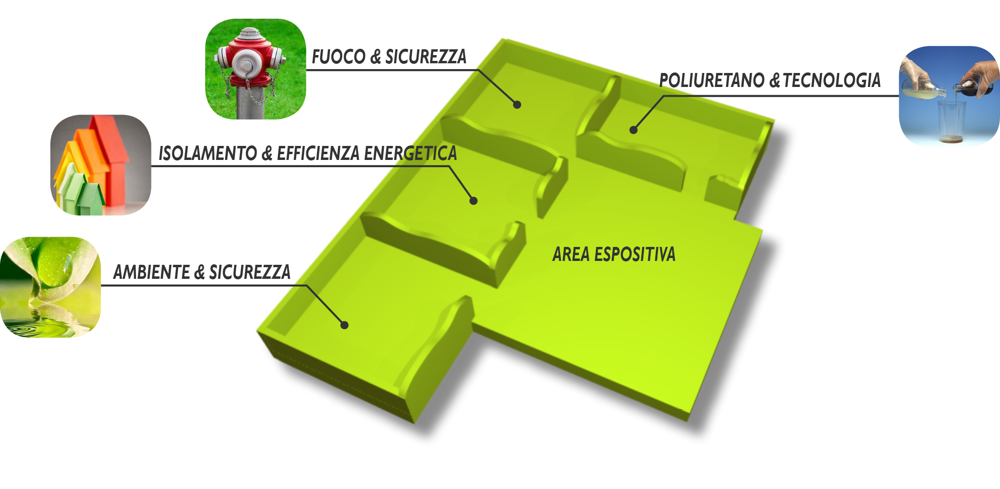 FUOCO & SICUREZZA
POLIURETANO & TECNOLOGIA
ISOLAMENTO & EFFICIENZA ENERGETICA
AREA ESPOSITIVA
AMBIENTE & SICUREZZA